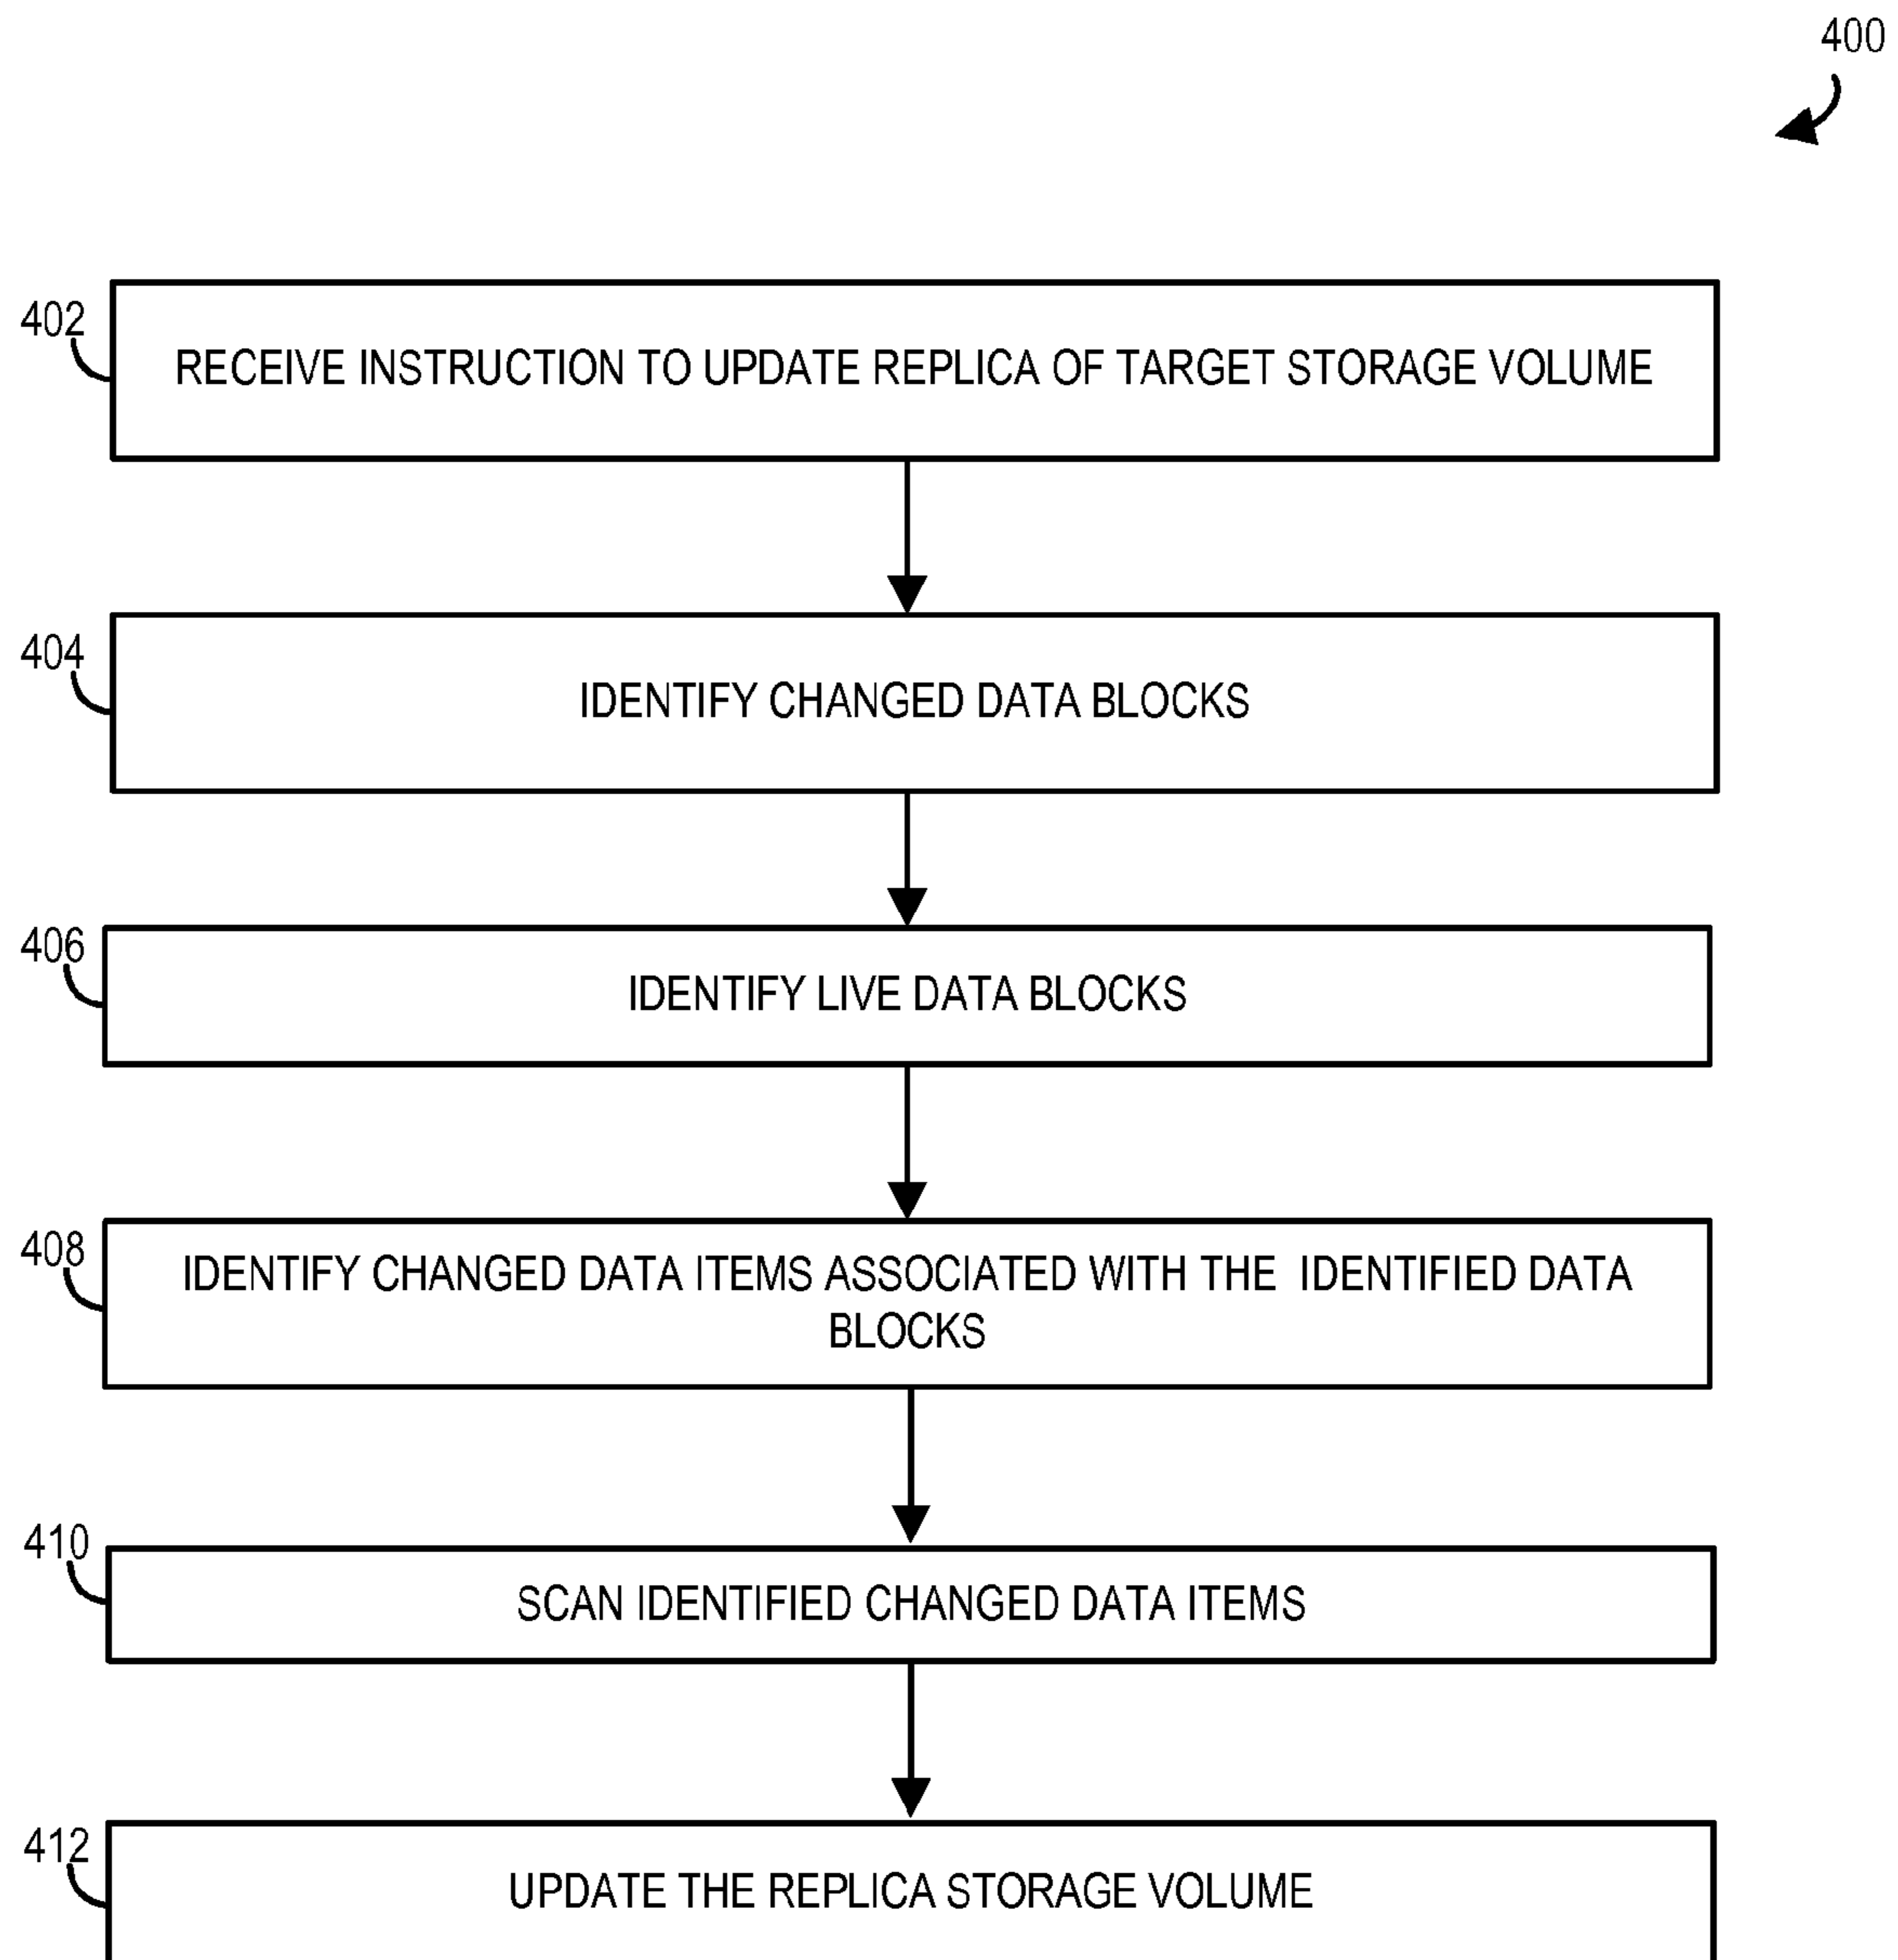 400
402
RECEIVE INSTRUCTION TO UPDATE REPLICA OF TARGET STORAGE VOLUME
404
IDENTIFY CHANGED DATA BLOCKS
406
IDENTIFY LIVE DATA BLOCKS
408
IDENTIFY CHANGED DATA ITEMS ASSOCIATED WITH THE IDENTIFIED DATA
BLOCKS
410
SCAN IDENTIFIED CHANGED DATA ITEMS
412
UPDATE THE REPLICA STORAGE VOLUME